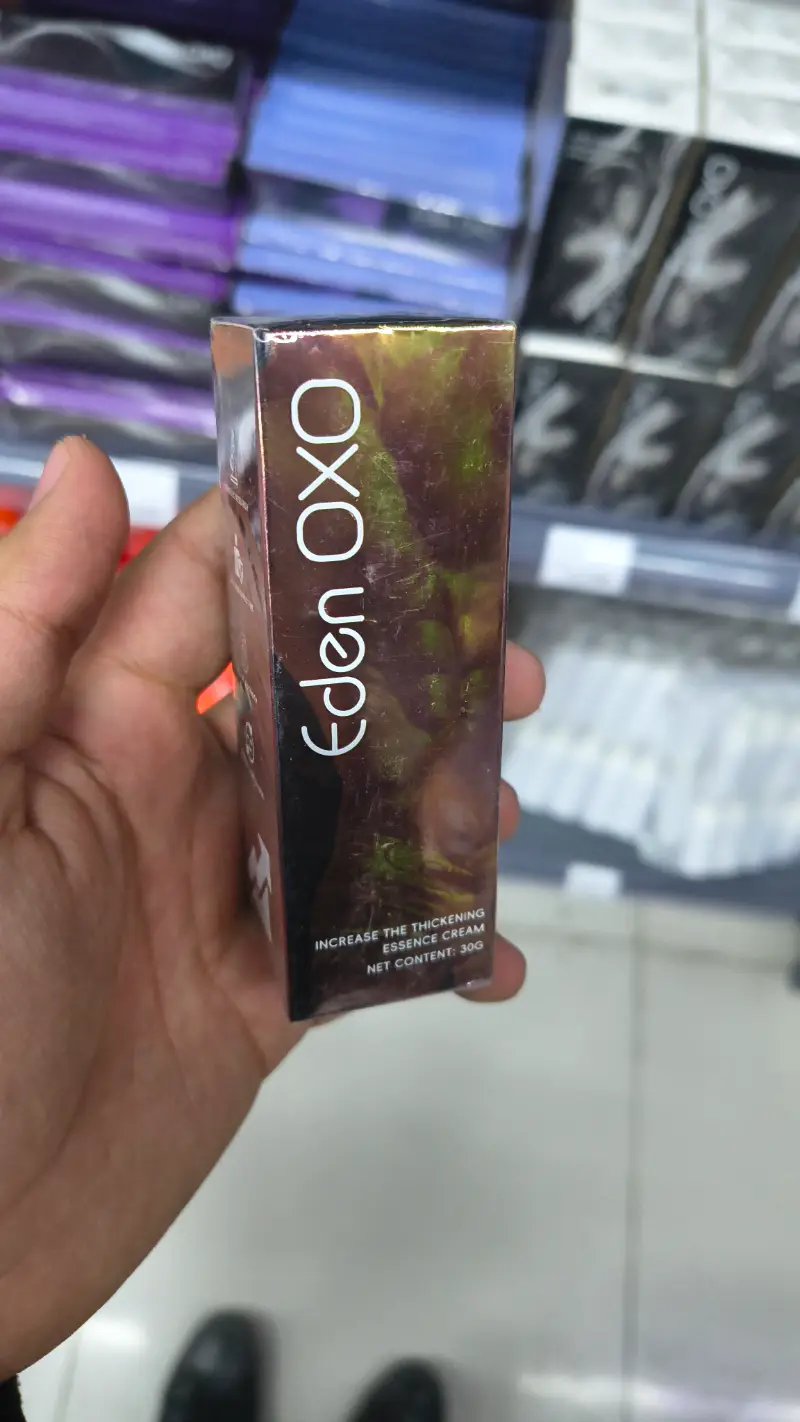 Eden OXO
INCREASE THE THICKENING
ESSENCE CREAM
NET CONTENT: 30G